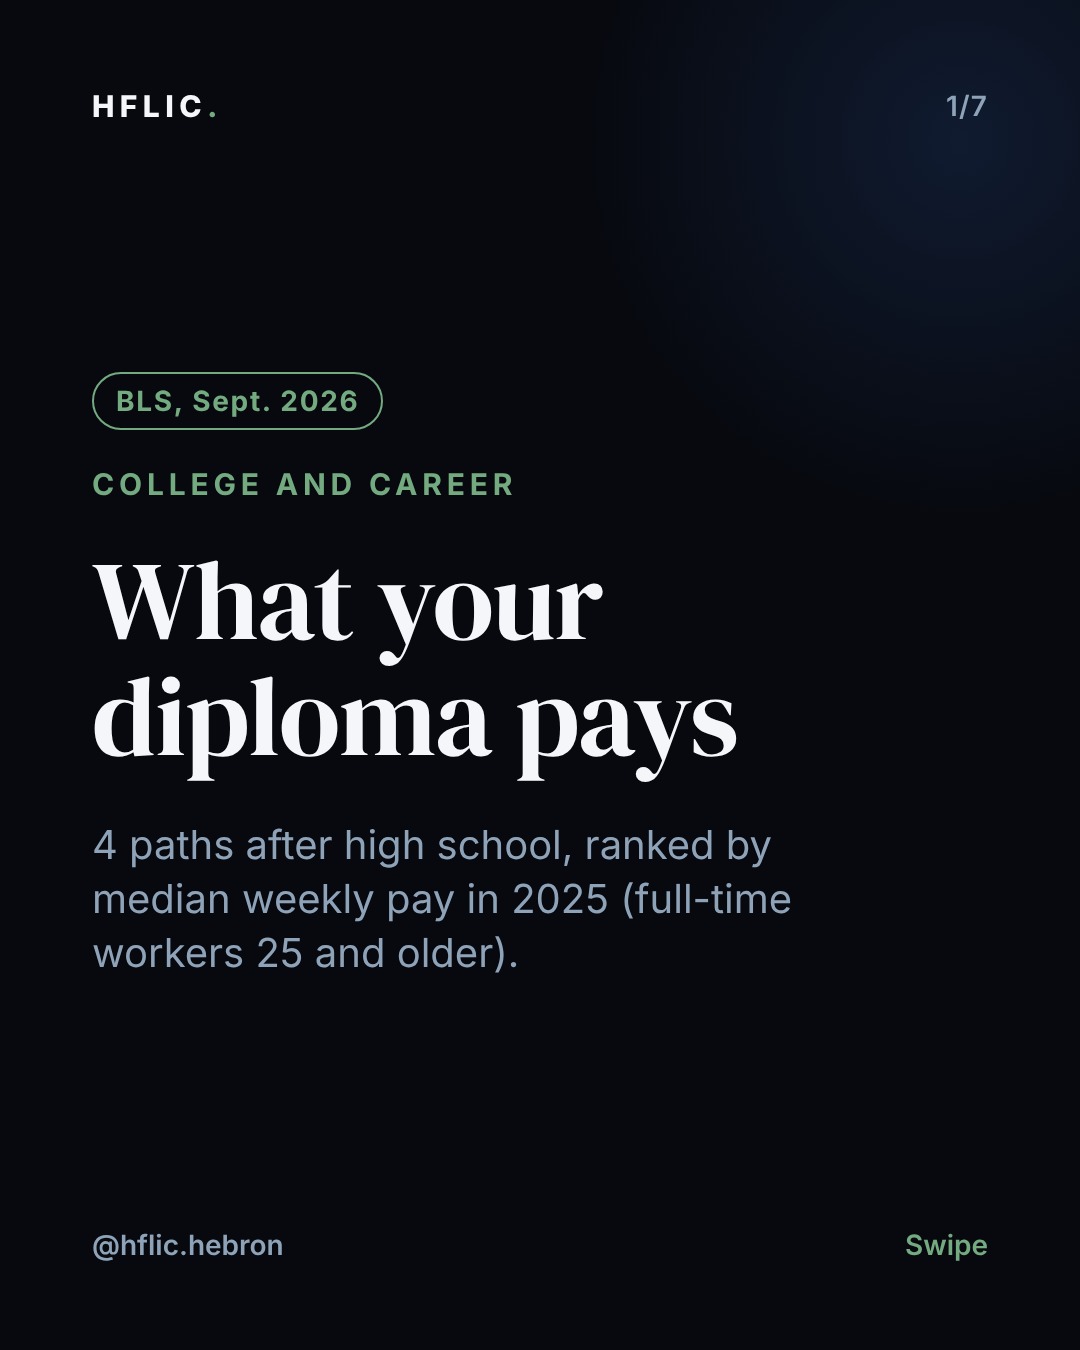 HFLIC.
1/7
BLS, Sept. 2026
COLLEGE AND CAREER
What your
diploma pays
4 paths after high school, ranked by
median weekly pay in 2025 (full-time
workers 25 and older).
@hflic.hebron
Swipe